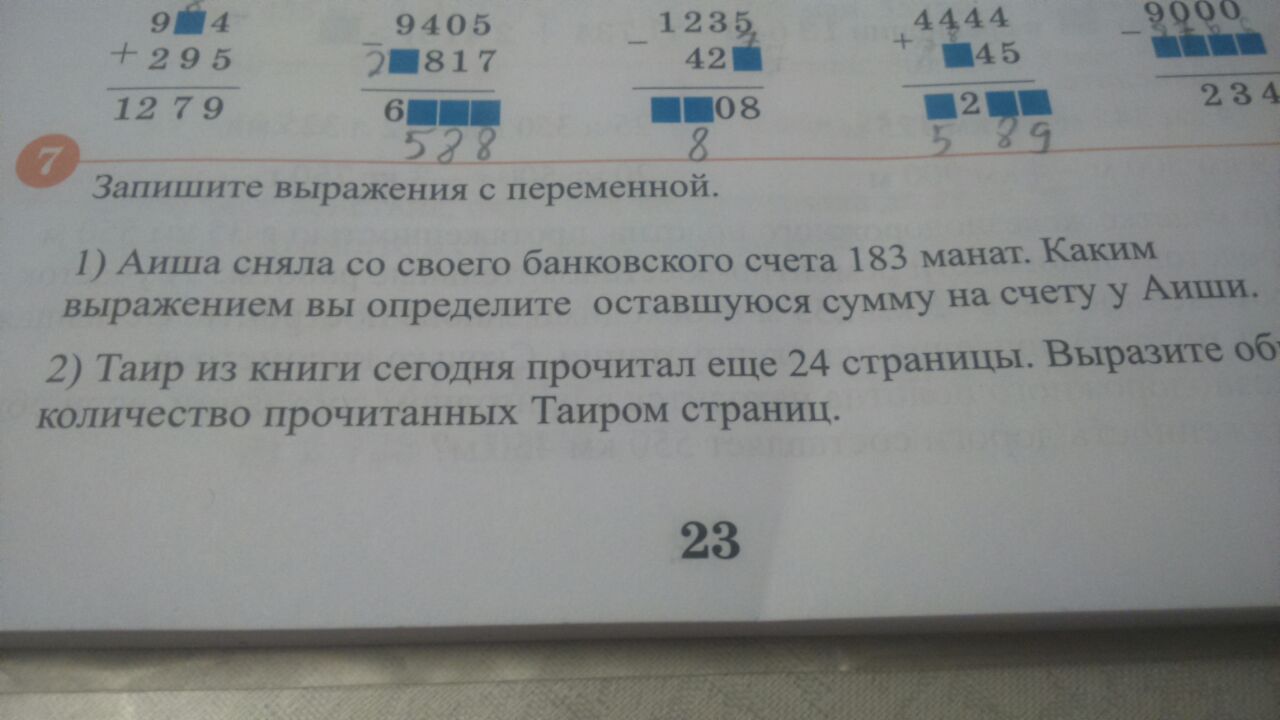 9■4 9405 1235 4444 9000
+ 295 − 2■817 − 42■ + ■45 − ■■■■
1279 6■■■ ■■08 ■2■■ 234
588 8 5 89
7
Запишите выражения с переменной.
1) Аиша сняла со своего банковского счета 183 манат. Каким
выражением вы определите оставшуюся сумму на счету у Аиши.
2) Таир из книги сегодня прочитал еще 24 страницы. Выразите
количество прочитанных Таиром страниц.
23